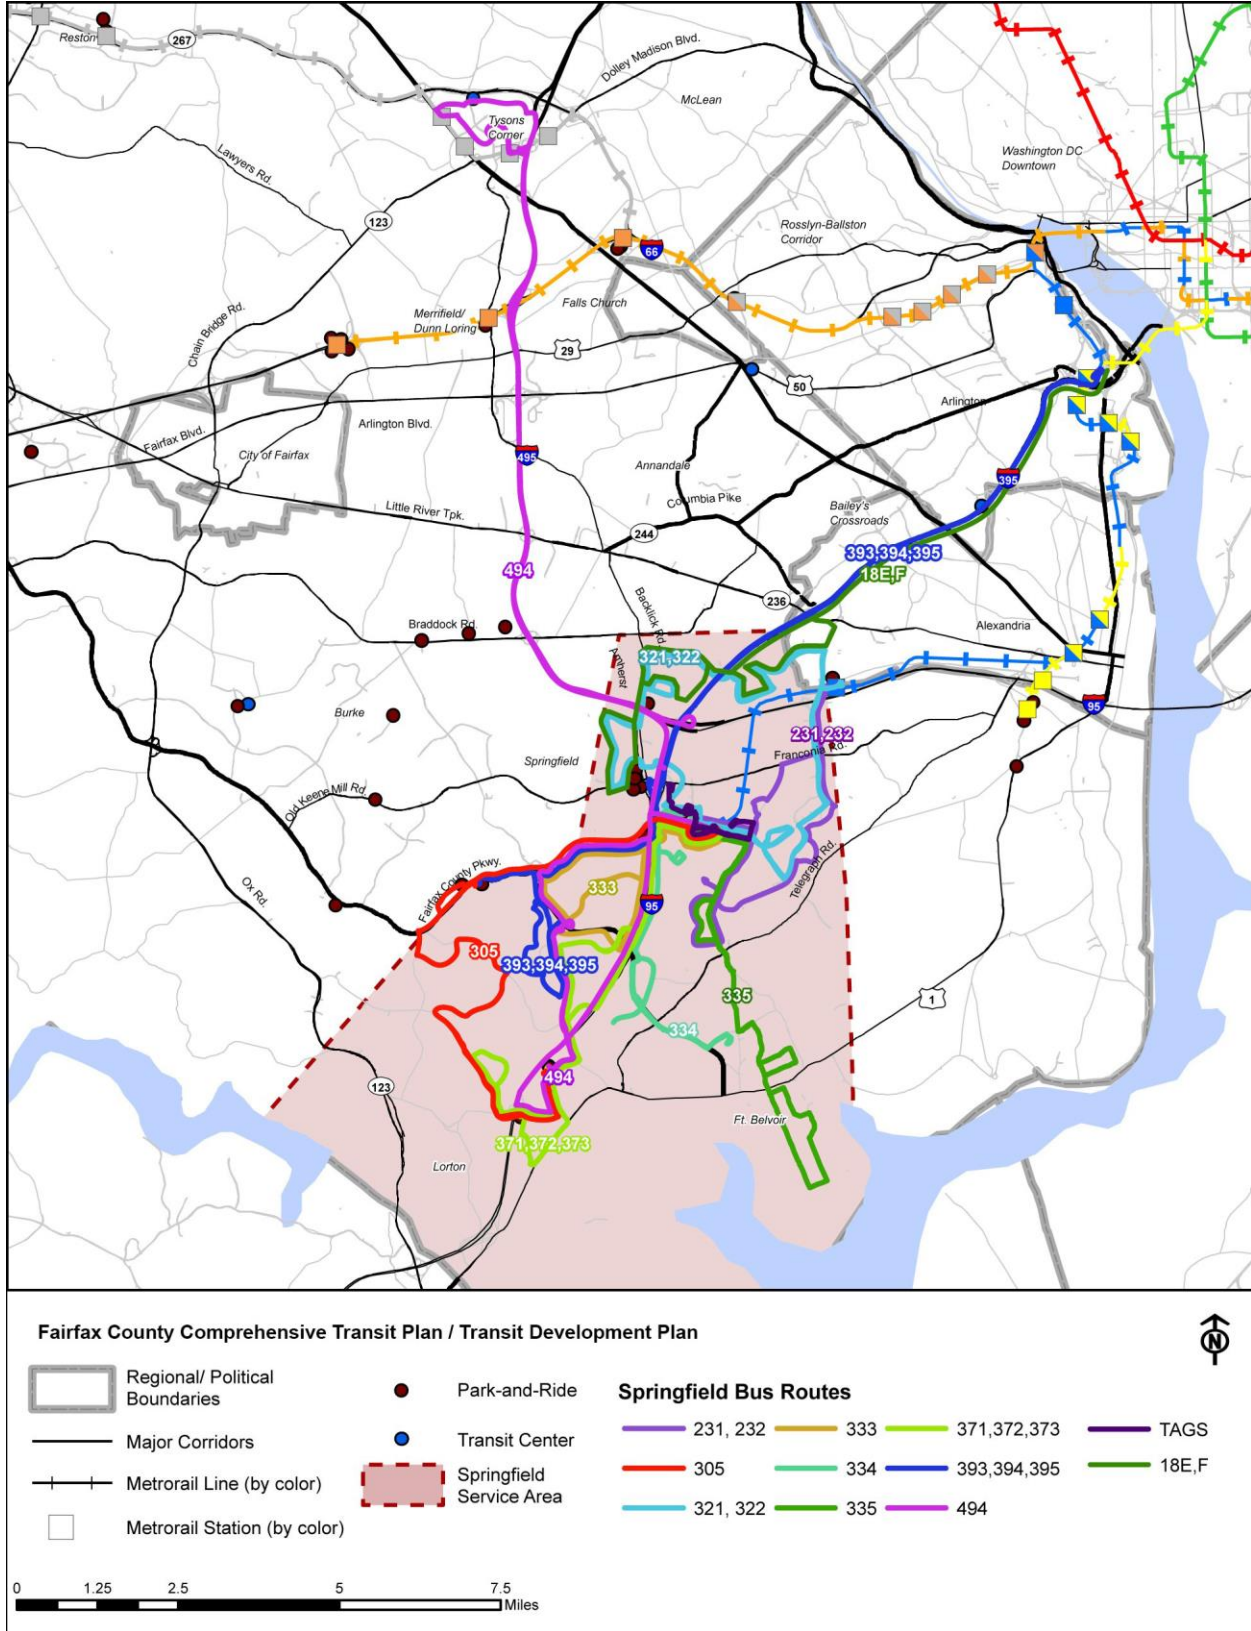 Reston
267
Dolley Madison Blvd.
McLean
Tysons
Corner
Washington DC
Downtown
Lawyers Rd.
123
Rosslyn-Ballston
Corridor
66
Falls Church
Merrifield/
Dunn Loring
Chain Bridge Rd.
29
50
Arlington
Arlington Blvd.
Fairfax Blvd.
City of Fairfax
495
Annandale
395
Columbia Pike
Bailey's
Crossroads
Little River Tpk.
244
393,394,395
18E,F
494
236
Backlick Rd.
Braddock Rd.
Alexandria
Amherst
321,322
95
Burke
231,232
Franconia Rd.
Springfield
Old Keene Mill Rd.
Telegraph Rd.
Fairfax County Pkwy.
Ox Rd.
333
95
305
393,394,395
335
1
334
494
123
Ft. Belvoir
371,372,373
Lorton
Fairfax County Comprehensive Transit Plan / Transit Development Plan
N
Regional/ Political
Boundaries
Major Corridors
Metrorail Line (by color)
Metrorail Station (by color)
Park-and-Ride
Transit Center
Springfield
Service Area
Springfield Bus Routes
231, 232
333
371,372,373
TAGS
305
334
393,394,395
18E,F
321, 322
335
494
0 1.25 2.5 5 7.5
Miles